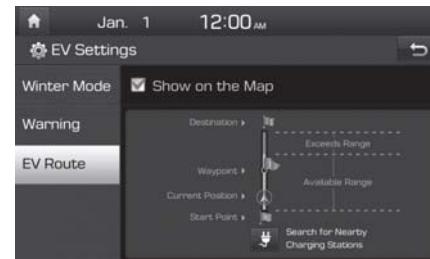 Jan. 1 12:00 AM
EV Settings
Winter Mode
Show on the Map
Warning
EV Route
Destination
Exceeds Range
Waypoint
Available Range
Current Position
Start Point
Search for Nearby
Charging Stations